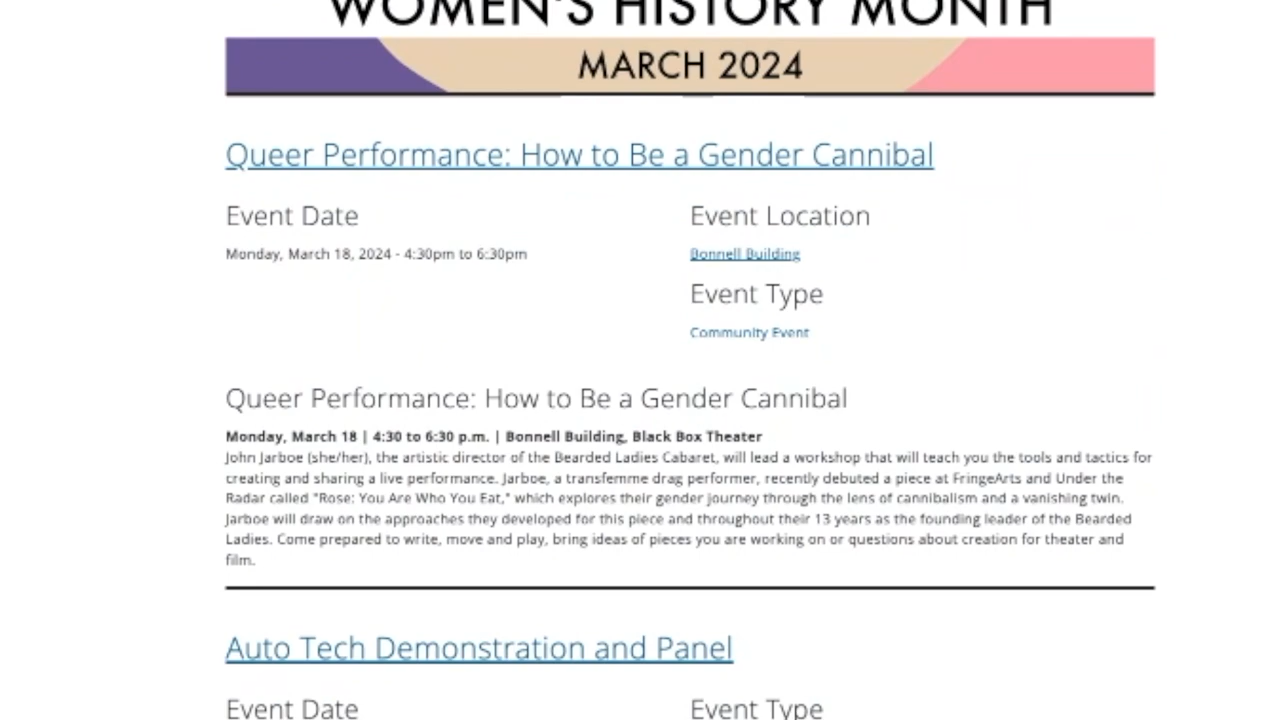 WOMEN'S HISTORY MONTH
MARCH 2024
Queer Performance: How to Be a Gender Cannibal
Event Date
Monday, March 18, 2024 - 4:30pm to 6:30pm
Event Location
Bonnell Building
Event Type
Community Event
Queer Performance: How to Be a Gender Cannibal
Monday, March 18 | 4:30 to 6:30 p.m. | Bonnell Building, Black Box Theater
John Jarboe (she/her), the artistic director of the Bearded Ladies Cabaret, will lead a workshop that will teach you the tools and tactics for
creating and sharing a live performance. Jarboe, a transfemme drag performer, recently debuted a piece at FringeArts and Under the
Radar called "Rose: You Are Who You Eat," which explores their gender journey through the lens of cannibalism and a vanishing twin.
Jarboe will draw on the approaches they developed for this piece and throughout their 13 years as the founding leader of the Bearded
Ladies. Come prepared to write, move and play, bring ideas of pieces you are working on or questions about creation for theater and
film.
Auto Tech Demonstration and Panel
Event Date
Event Type